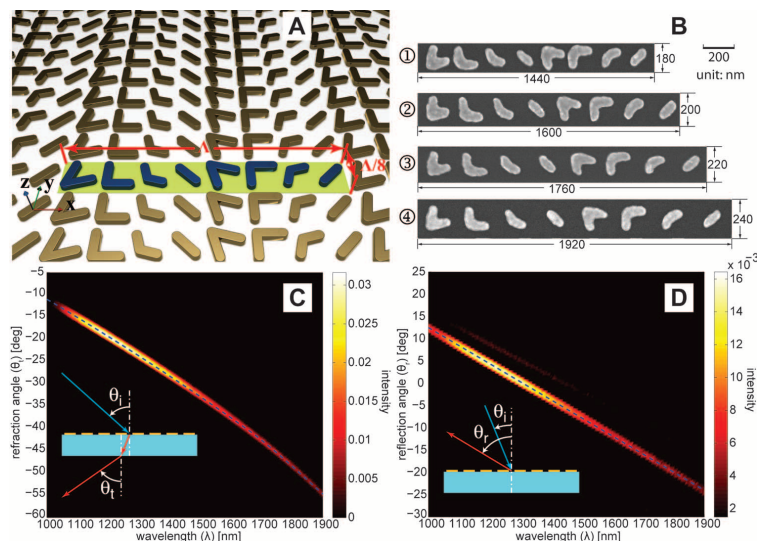 A
Λ
Λ/8
z
y
x
B
①
180
1440
②
200
1600
③
220
1760
④
240
1920
200
unit: nm
C
refraction angle (θt) [deg]
-5
-10
-15
-20
-25
-30
-35
-40
-45
-50
-55
-60
1000 1100 1200 1300 1400 1500 1600 1700 1800 1900
wavelength (λ) [nm]
θi
θt
0.03
0.025
0.02
0.015
0.01
0.005
0
intensity
D
reflection angle (θr) [deg]
25
20
15
10
5
0
-5
-10
-15
-20
-25
-30
1000 1100 1200 1300 1400 1500 1600 1700 1800 1900
wavelength (λ) [nm]
θi
θr
x 10⁻³
16
14
12
10
8
6
4
2
intensity